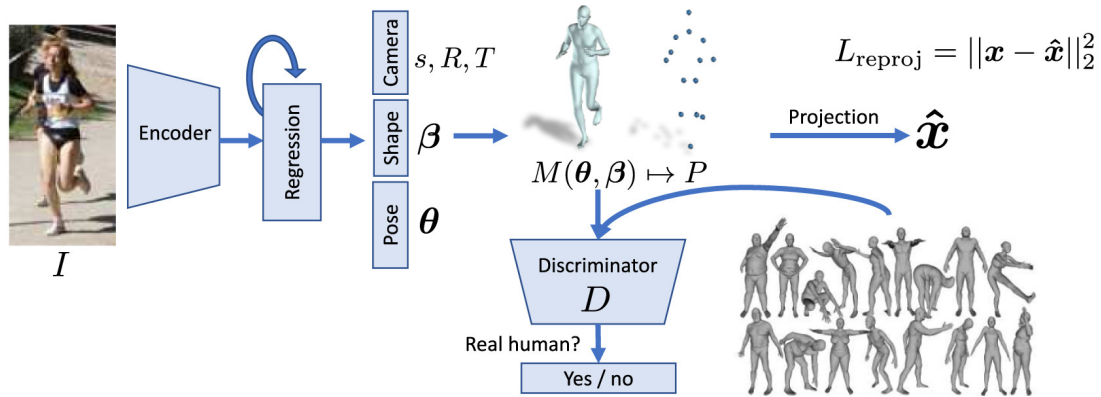 I
Encoder
Regression
Camera
s, R, T
Shape
β
Pose
θ
M(θ, β) ↦ P
L_reproj = ||x − x̂||₂²
Projection
x̂
Discriminator
D
Real human?
Yes / no